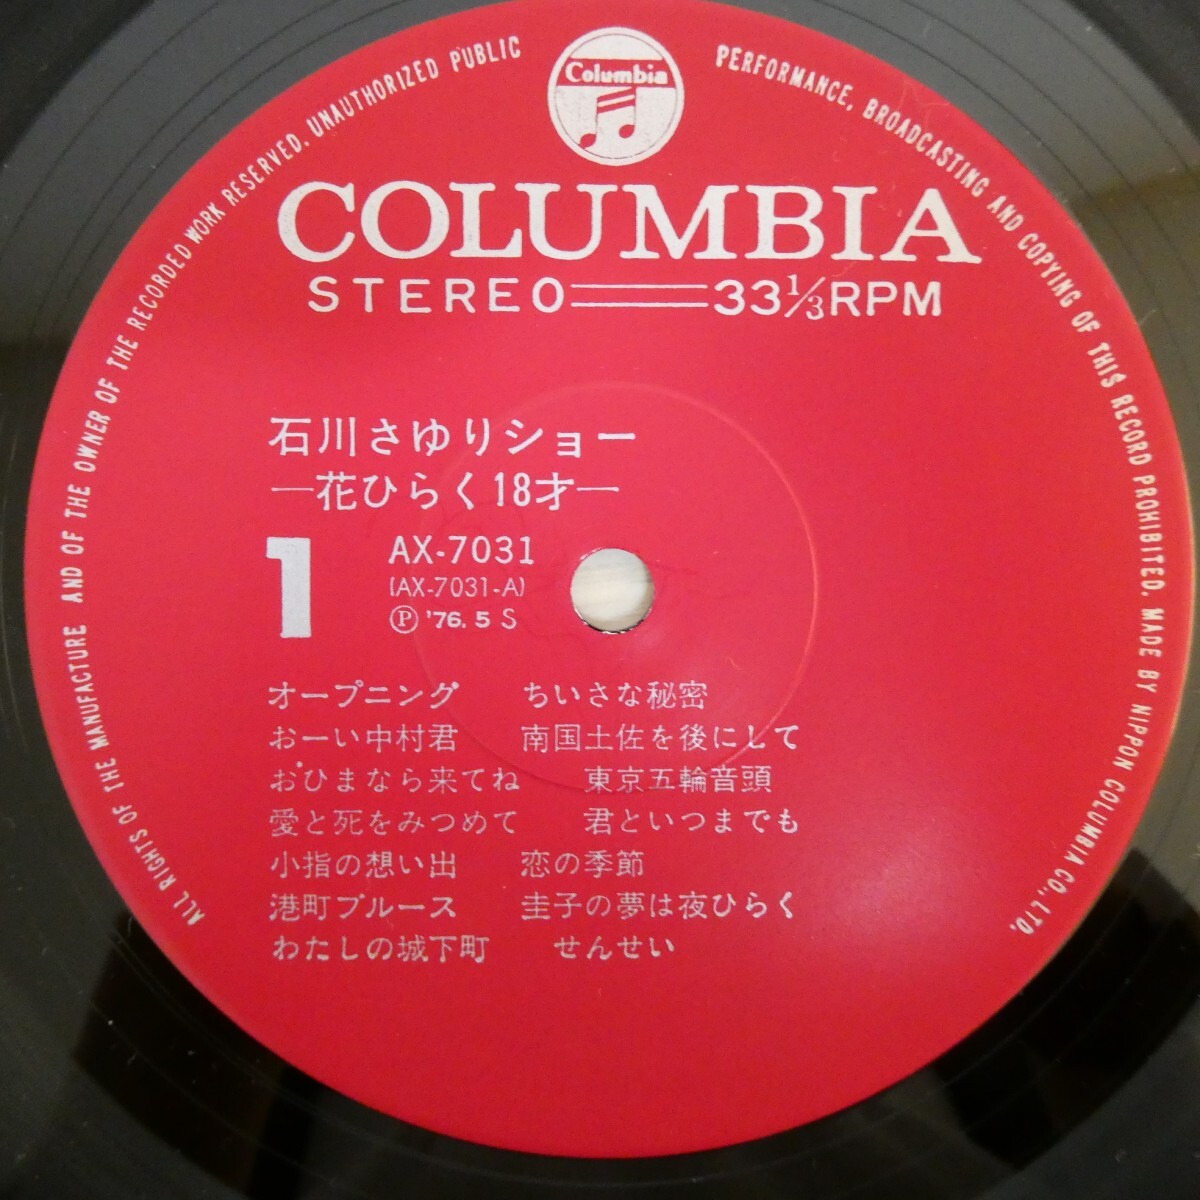 Columbia
COLUMBIA
STEREO 33 1/3 RPM
石川さゆりショー
—花ひらく18才—
1
AX-7031
(AX-7031-A)
Ⓟ '76. 5 S
オープニング ちいさな秘密
おーい中村君 南国土佐を後にして
おひまなら来てね 東京五輪音頭
愛と死をみつめて 君といつまでも
小指の想い出 恋の季節
港町ブルース 圭子の夢は夜ひらく
わたしの城下町 せんせい
ALL RIGHTS OF THE MANUFACTURE AND OF THE OWNER OF THE RECORDED WORK RESERVED. UNAUTHORIZED PUBLIC PERFORMANCE, BROADCASTING AND COPYING OF THIS RECORD PROHIBITED. MADE BY NIPPON COLUMBIA CO., LTD.